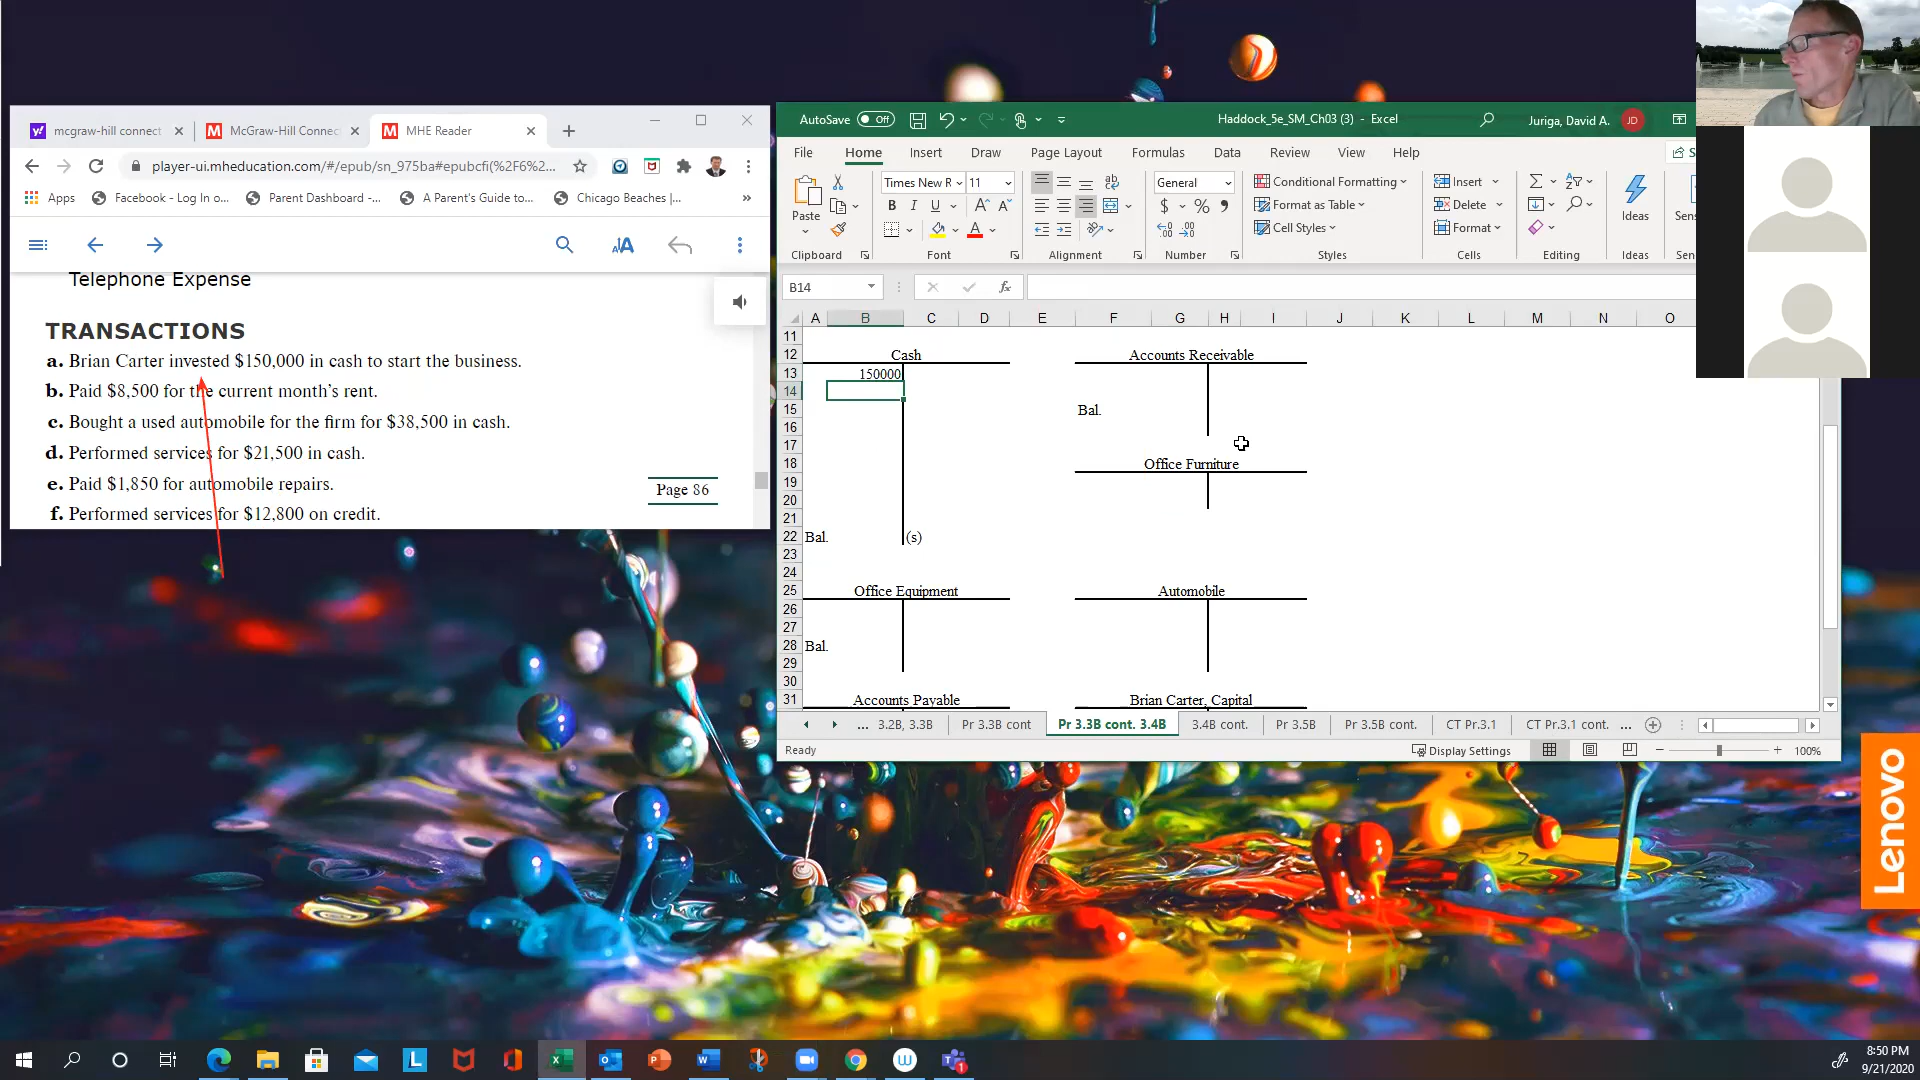 mcgraw-hill connect
McGraw-Hill Connec
MHE Reader
player-ui.mheducation.com/#/epub/sn_975ba#epubcfi(%2F6%2...
Apps
Facebook - Log In o...
Parent Dashboard -...
A Parent's Guide to...
Chicago Beaches |...
Telephone Expense
TRANSACTIONS
a. Brian Carter invested $150,000 in cash to start the business.
b. Paid $8,500 for the current month's rent.
c. Bought a used automobile for the firm for $38,500 in cash.
d. Performed services for $21,500 in cash.
e. Paid $1,850 for automobile repairs.
Page 86
f. Performed services for $12,800 on credit.
AutoSave Off
Haddock_5e_SM_Ch03 (3) - Excel
Juriga, David A. JD
File Home Insert Draw Page Layout Formulas Data Review View Help S
Paste
Times New R 11
B I U
General
$ % 9
Conditional Formatting
Format as Table
Cell Styles
Insert
Delete
Format
Ideas
Sens
Clipboard Font Alignment Number Styles Cells Editing Ideas Sen
B14 fx
A B C D E F G H I J K L M N O
11
12 Cash Accounts Receivable
13 150000
14
15 Bal.
16
17
18 Office Furniture
19
20
21
22 Bal. (s)
23
24
25 Office Equipment Automobile
26
27
28 Bal.
29
30
31 Accounts Payable Brian Carter, Capital
... 3.2B, 3.3B Pr 3.3B cont Pr 3.3B cont. 3.4B 3.4B cont. Pr 3.5B Pr 3.5B cont. CT Pr.3.1 CT Pr.3.1 cont. ...
Ready Display Settings 100%
Lenovo
8:50 PM
9/21/2020